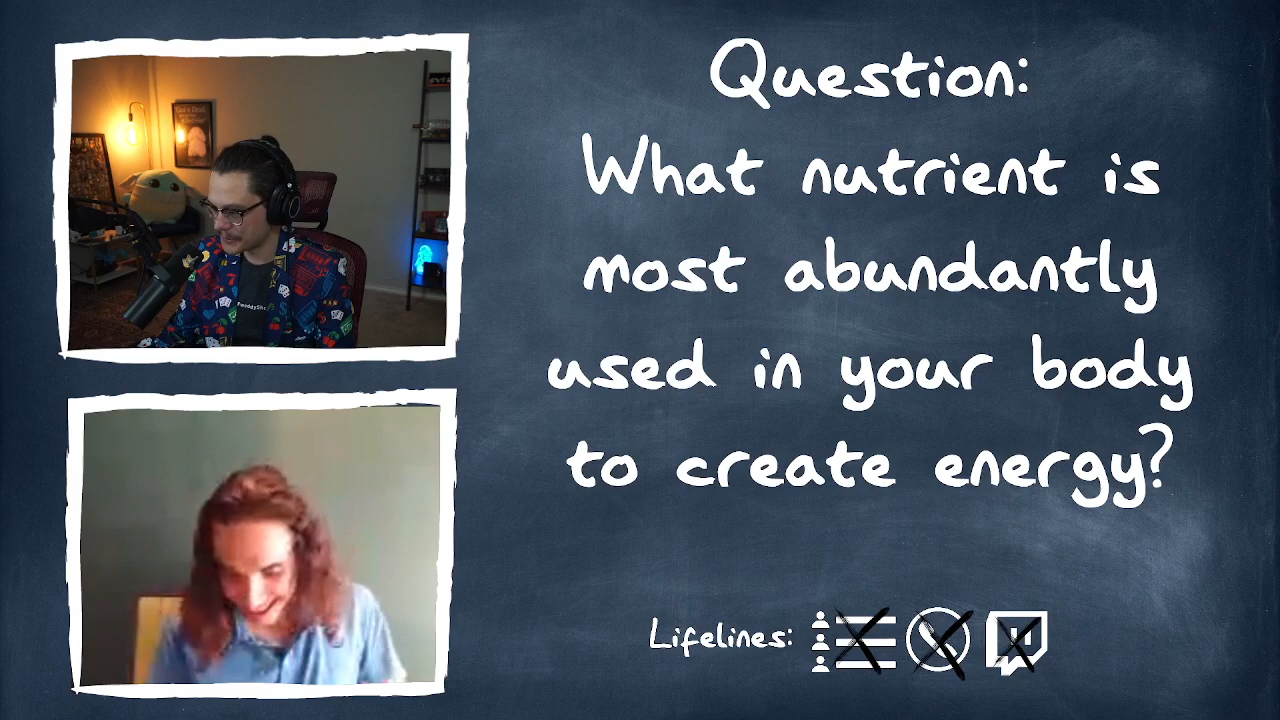 Question:
What nutrient is
most abundantly
used in your body
to create energy?
Lifelines: